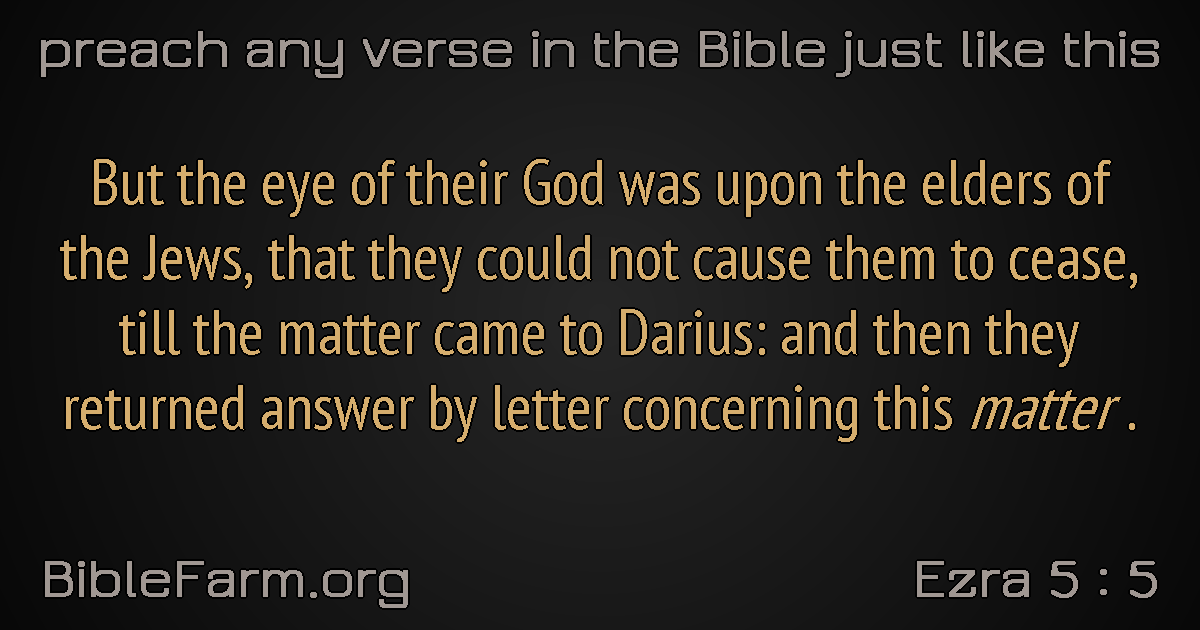 preach any verse in the Bible just like this
But the eye of their God was upon the elders of
the Jews, that they could not cause them to cease,
till the matter came to Darius: and then they
returned answer by letter concerning this matter .
BibleFarm.org
Ezra 5 : 5